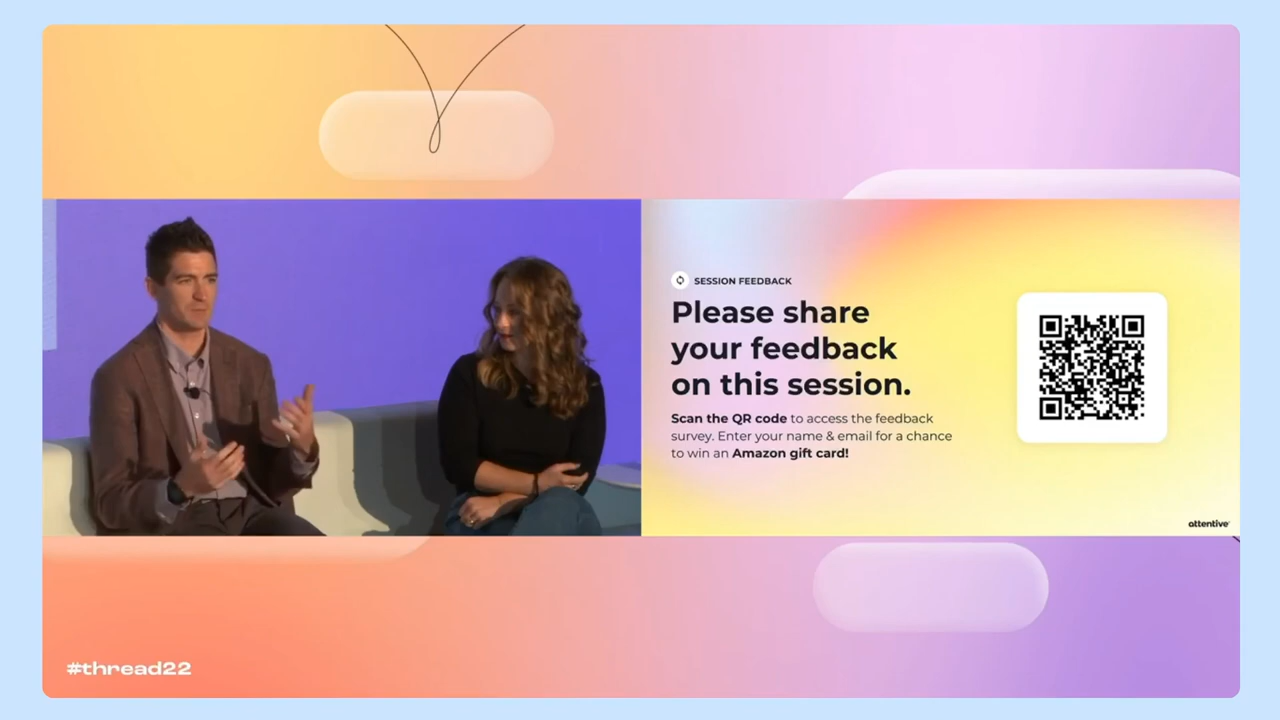 SESSION FEEDBACK
Please share
your feedback
on this session.
Scan the QR code to access the feedback
survey. Enter your name & email for a chance
to win an Amazon gift card!
attentive
#thread22